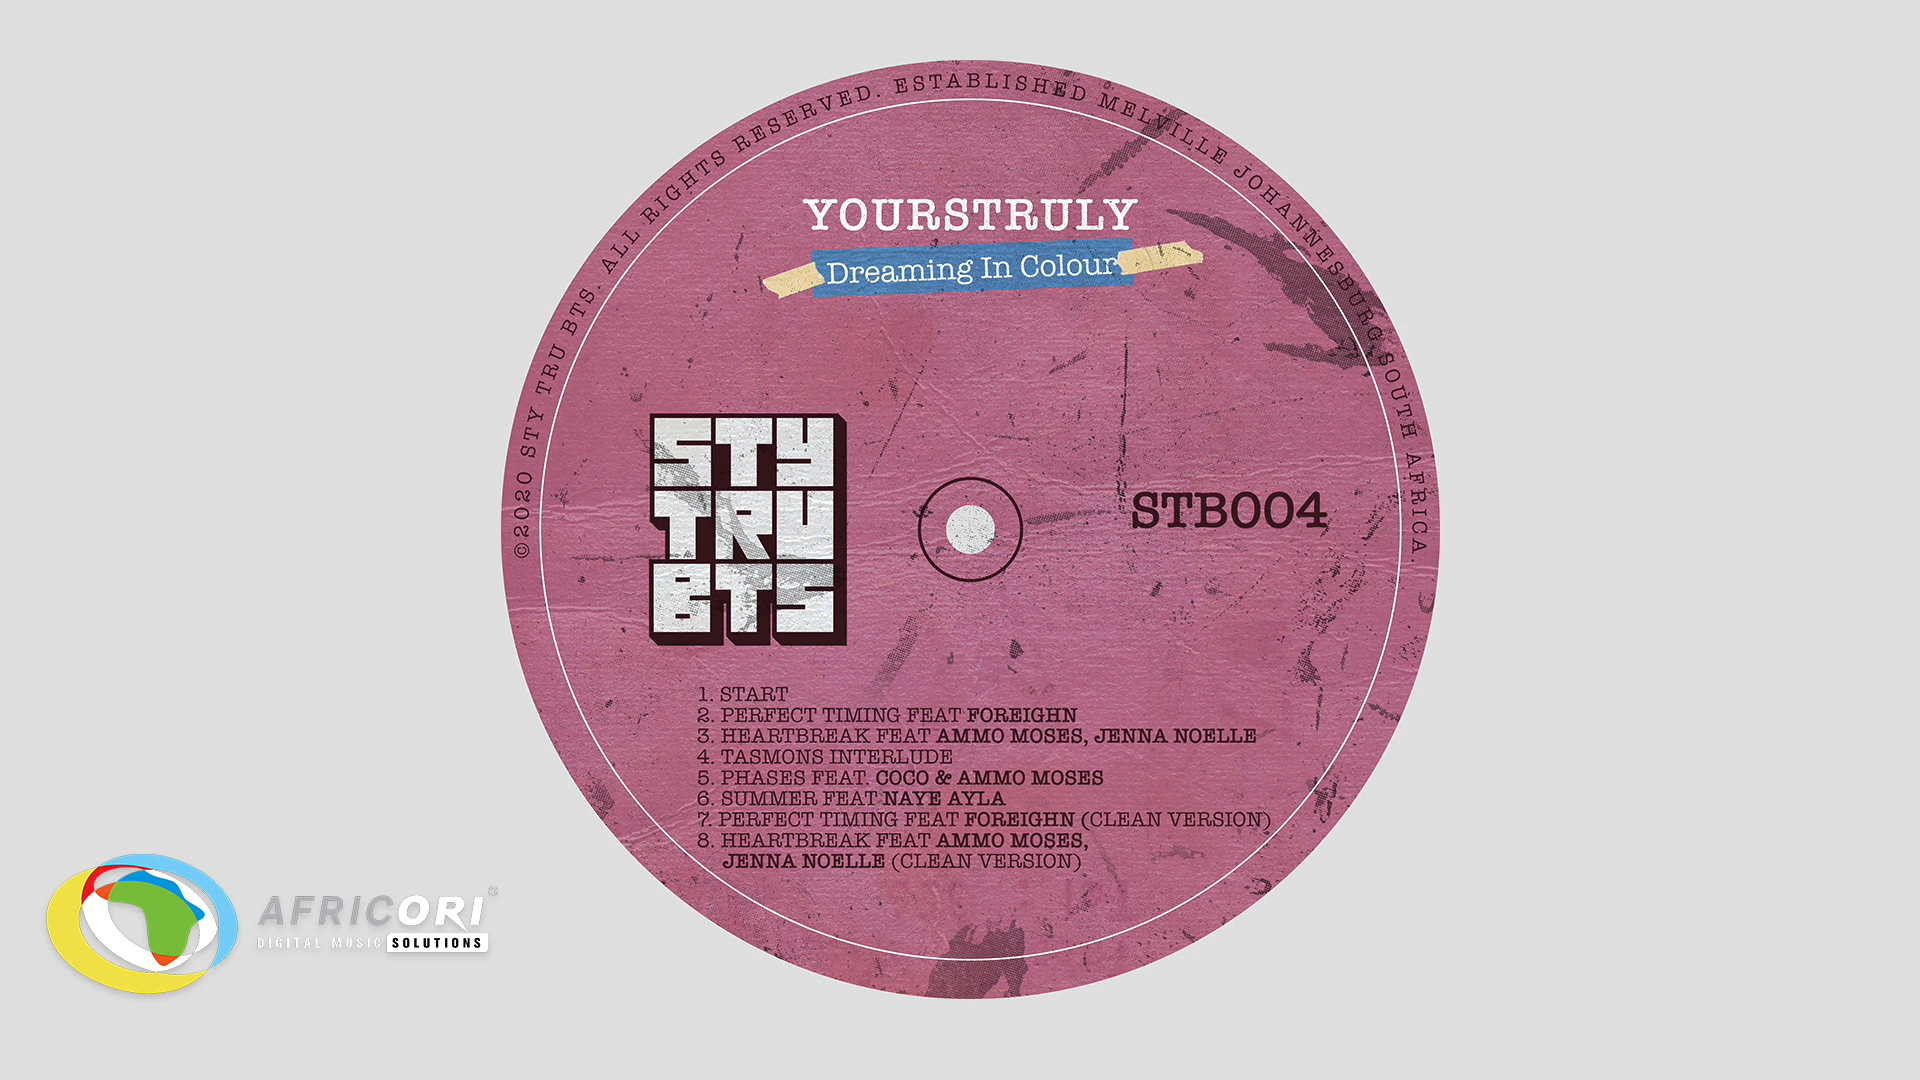 ©2020 STY TRU BTS. ALL RIGHTS RESERVED. ESTABLISHED MELVILLE JOHANNESBURG SOUTH AFRICA.
YOURSTRULY
Dreaming In Colour
STY
TRU
BTS
STB004
1. START
2. PERFECT TIMING FEAT FOREIGHN
3. HEARTBREAK FEAT AMMO MOSES, JENNA NOELLE
4. TASMONS INTERLUDE
5. PHASES FEAT. COCO & AMMO MOSES
6. SUMMER FEAT NAYE AYLA
7. PERFECT TIMING FEAT FOREIGHN (CLEAN VERSION)
8. HEARTBREAK FEAT AMMO MOSES,
JENNA NOELLE (CLEAN VERSION)
AFRICORI®
DIGITAL MUSIC SOLUTIONS